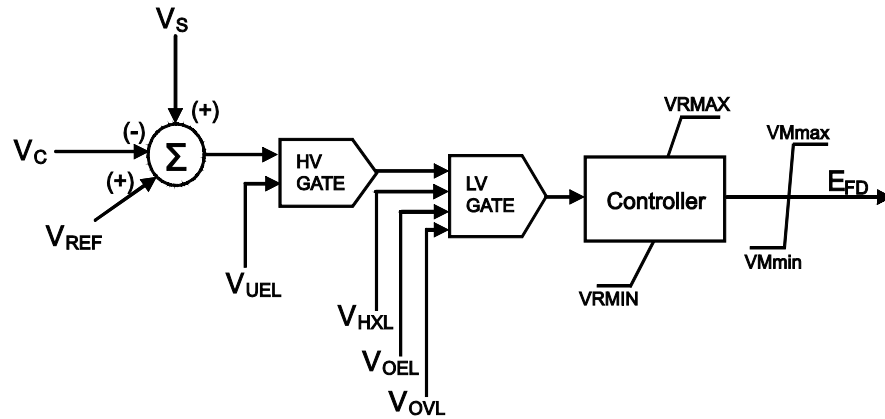 VS
(+)
VRMAX
VMmax
(-)
VC
Σ
HV
GATE
LV
GATE
Controller
EFD
(+)
VREF
VMmin
VUEL
VRMIN
VHXL
VOEL
VOVL